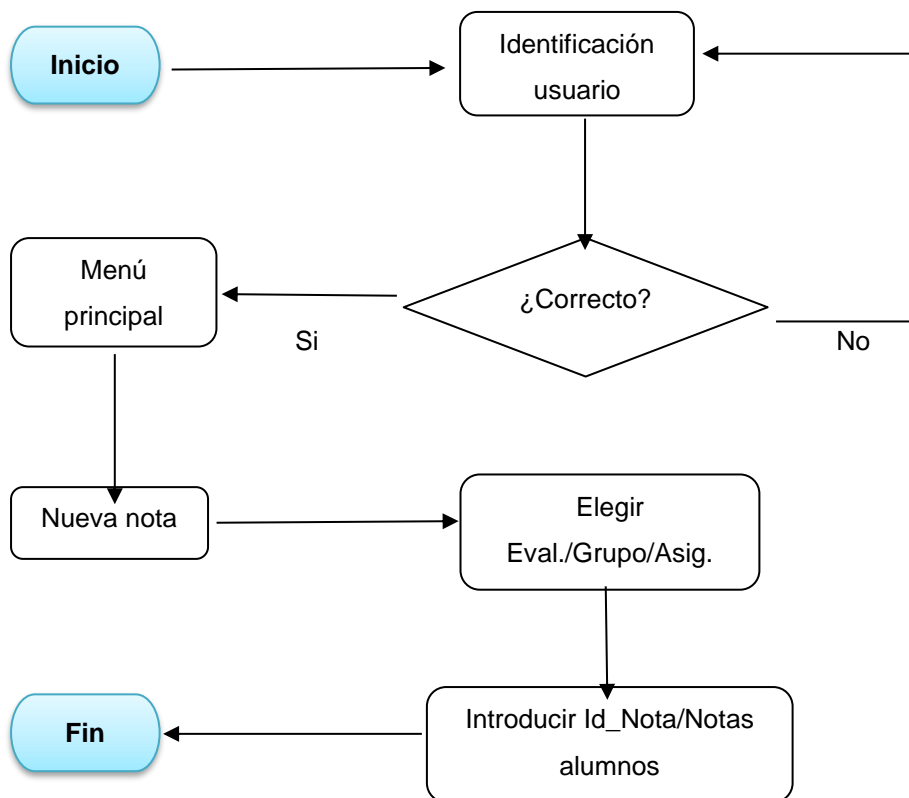 Inicio
Identificación
usuario
Menú
principal
¿Correcto?
Si
No
Nueva nota
Elegir
Eval./Grupo/Asig.
Fin
Introducir Id_Nota/Notas
alumnos